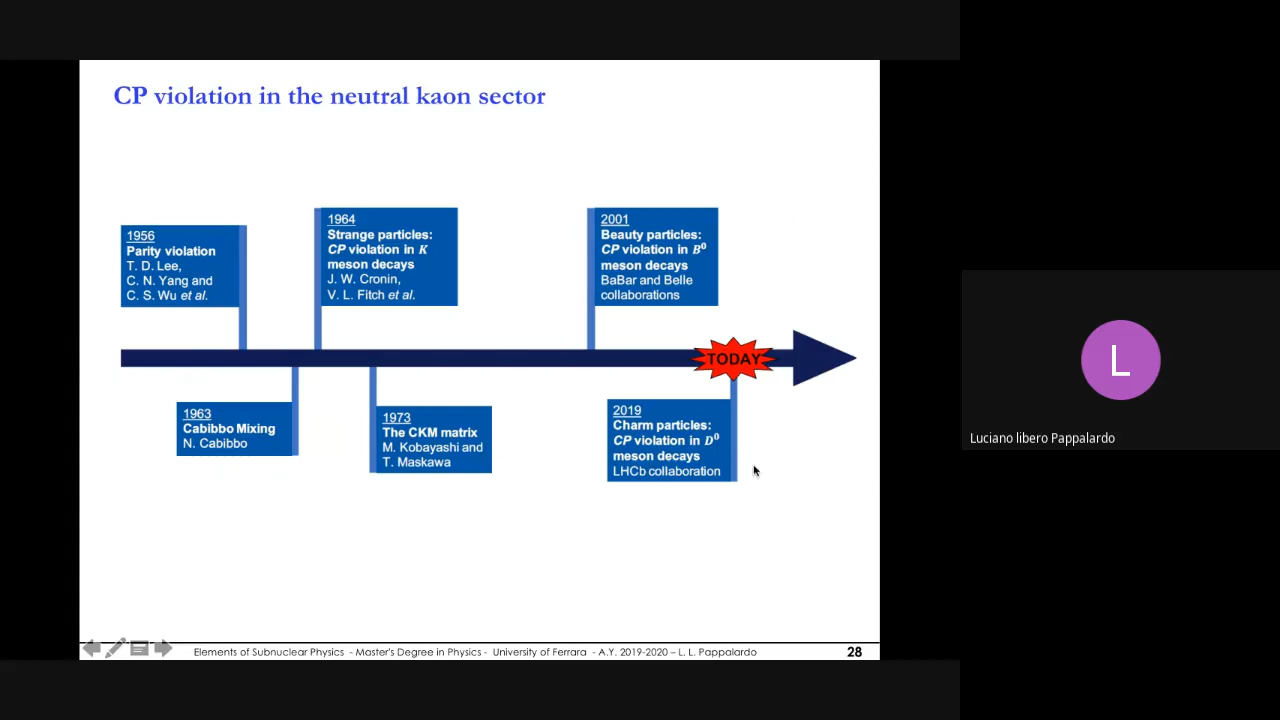 CP violation in the neutral kaon sector
1956
Parity violation
T. D. Lee,
C. N. Yang and
C. S. Wu et al.
1964
Strange particles:
CP violation in K
meson decays
J. W. Cronin,
V. L. Fitch et al.
2001
Beauty particles:
CP violation in B⁰
meson decays
BaBar and Belle
collaborations
TODAY
1963
Cabibbo Mixing
N. Cabibbo
1973
The CKM matrix
M. Kobayashi and
T. Maskawa
2019
Charm particles:
CP violation in D⁰
meson decays
LHCb collaboration
Elements of Subnuclear Physics - Master's Degree in Physics - University of Ferrara - A.Y. 2019-2020 – L. L. Pappalardo
28
L
Luciano libero Pappalardo